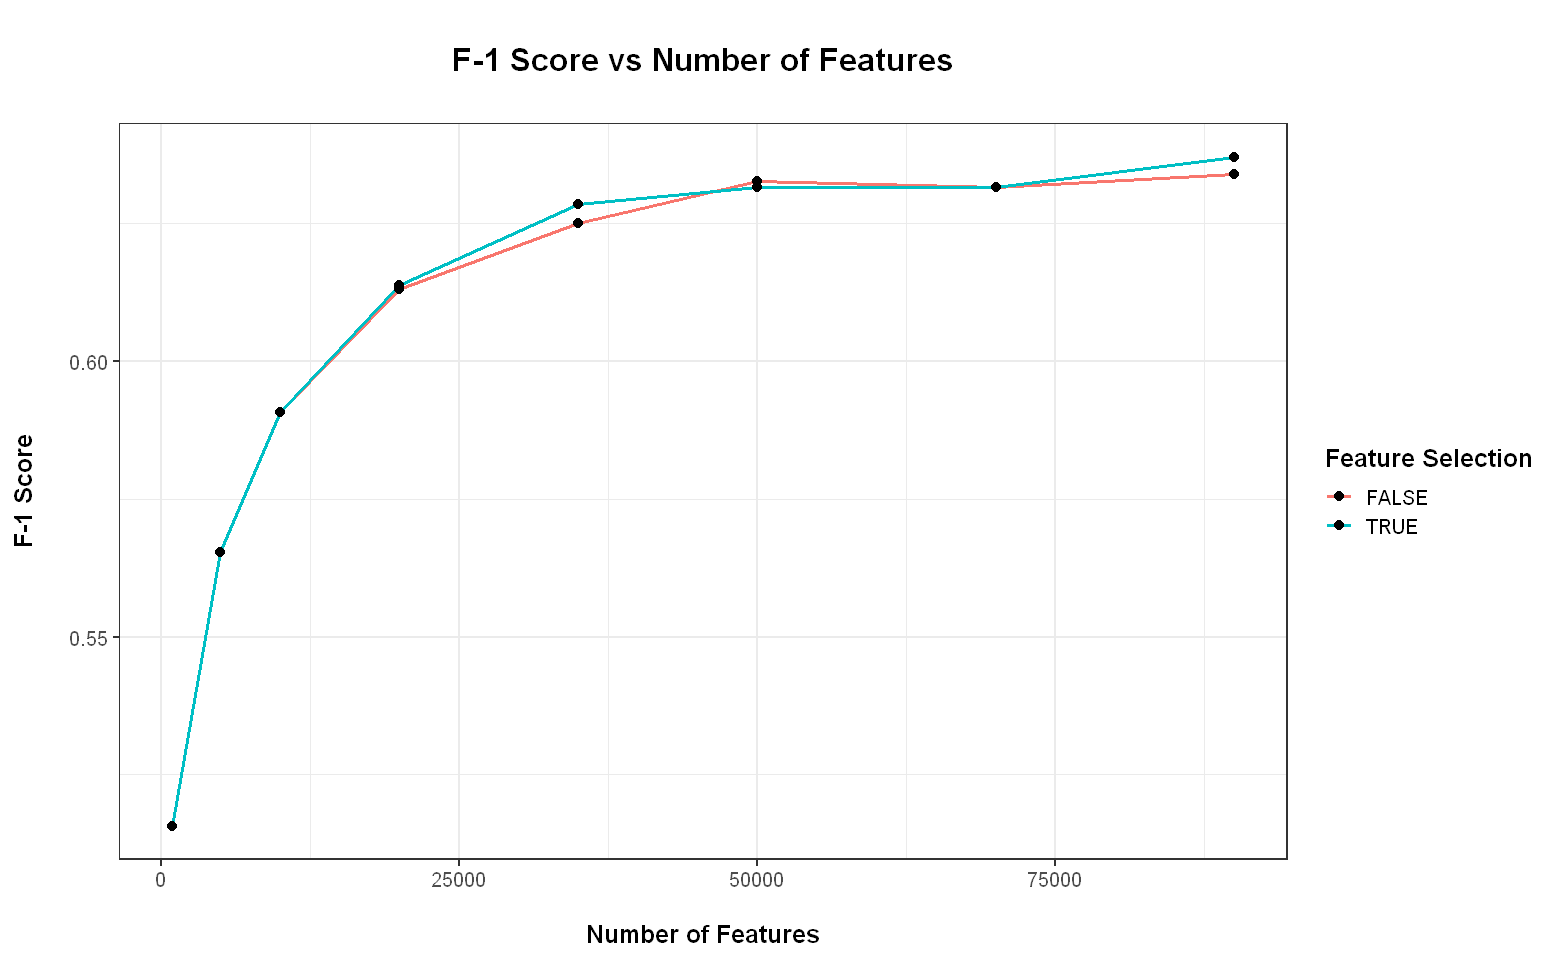 F-1 Score vs Number of Features
F-1 Score
0.60
0.55
0
25000
50000
75000
Number of Features
Feature Selection
FALSE
TRUE